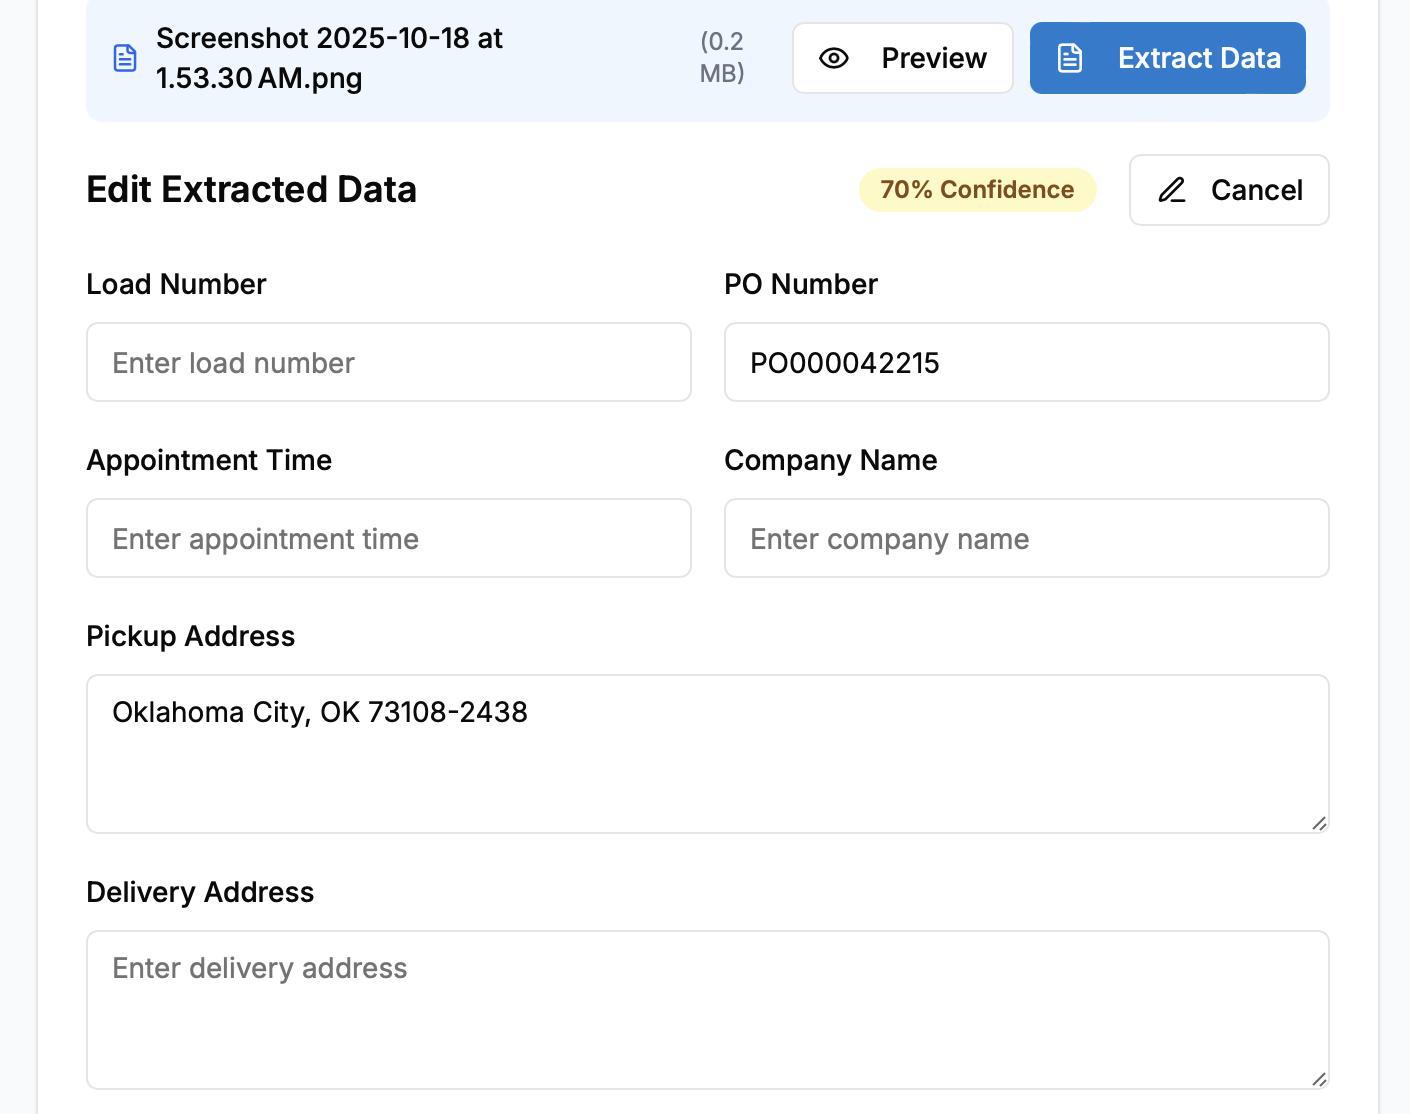 Screenshot 2025-10-18 at
1.53.30 AM.png
(0.2
MB)
Preview
Extract Data
Edit Extracted Data
70% Confidence
Cancel
Load Number
PO Number
Enter load number
PO000042215
Appointment Time
Company Name
Enter appointment time
Enter company name
Pickup Address
Oklahoma City, OK 73108-2438
Delivery Address
Enter delivery address